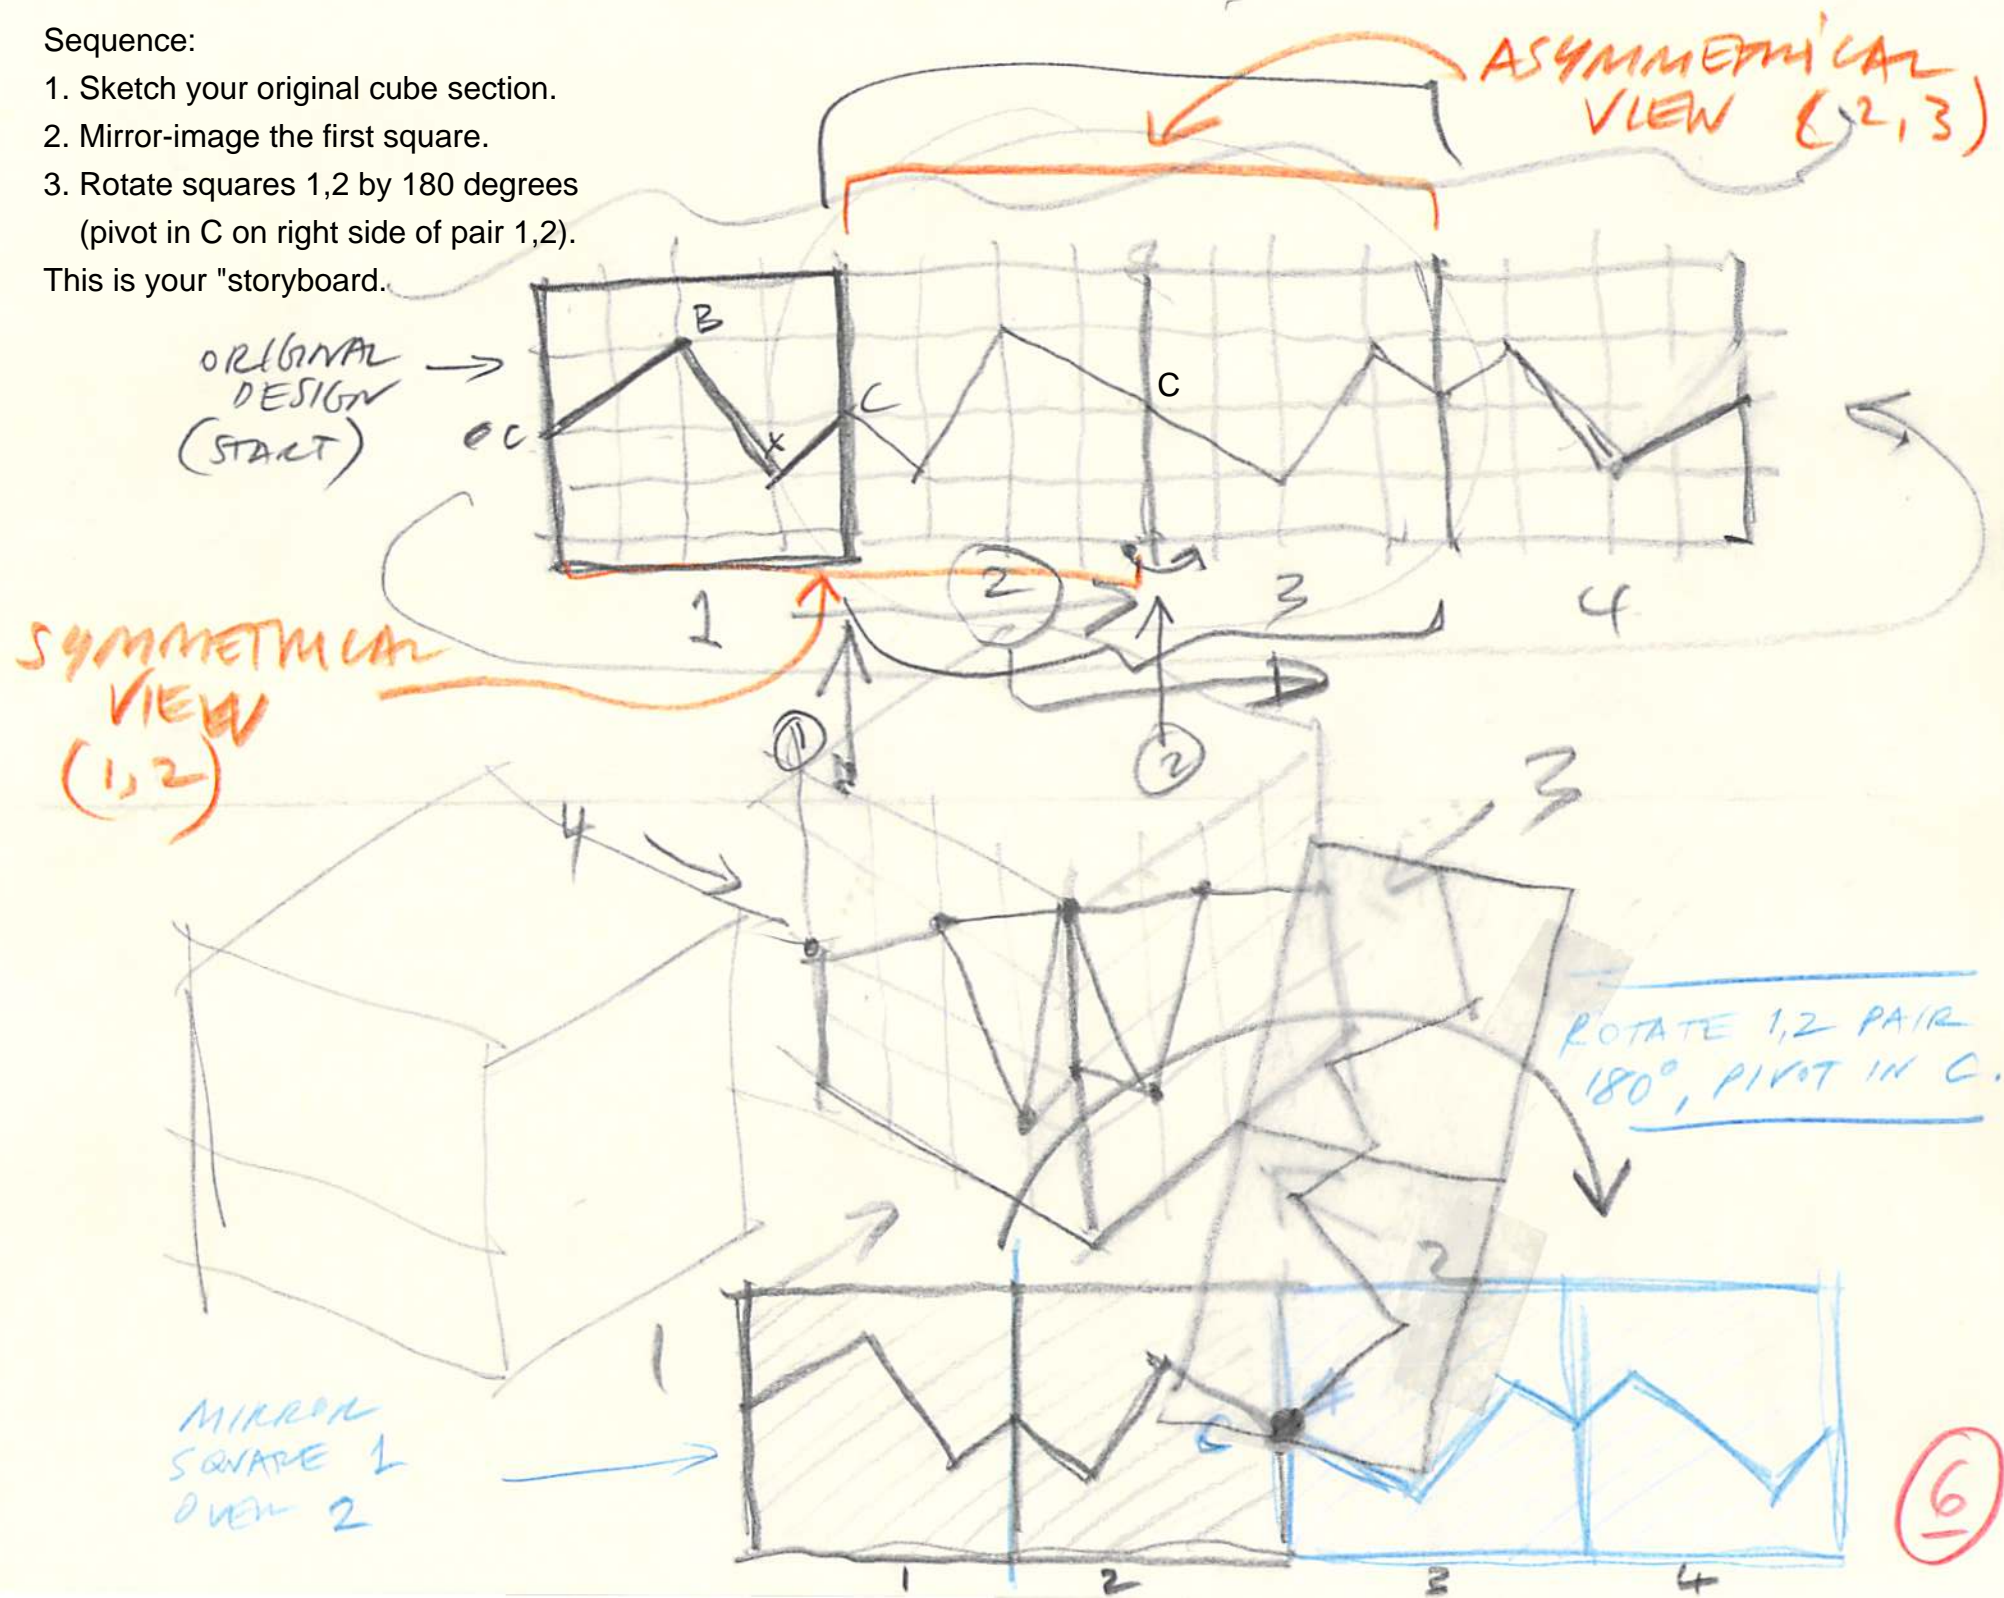 Sequence:
1. Sketch your original cube section.
2. Mirror-image the first square.
3. Rotate squares 1,2 by 180 degrees
(pivot in C on right side of pair 1,2).
This is your "storyboard.
ASYMMETRICAL
VIEW (2,3)
ORIGINAL
DESIGN
(START)
C
B
X
C
C
1
2
3
4
SYMMETRICAL
VIEW
(1,2)
1
2
4
3
ROTATE 1,2 PAIR
180°, PIVOT IN C.
2
1
C
MIRROR
SQUARE 1
OVER 2
6
1
2
3
4